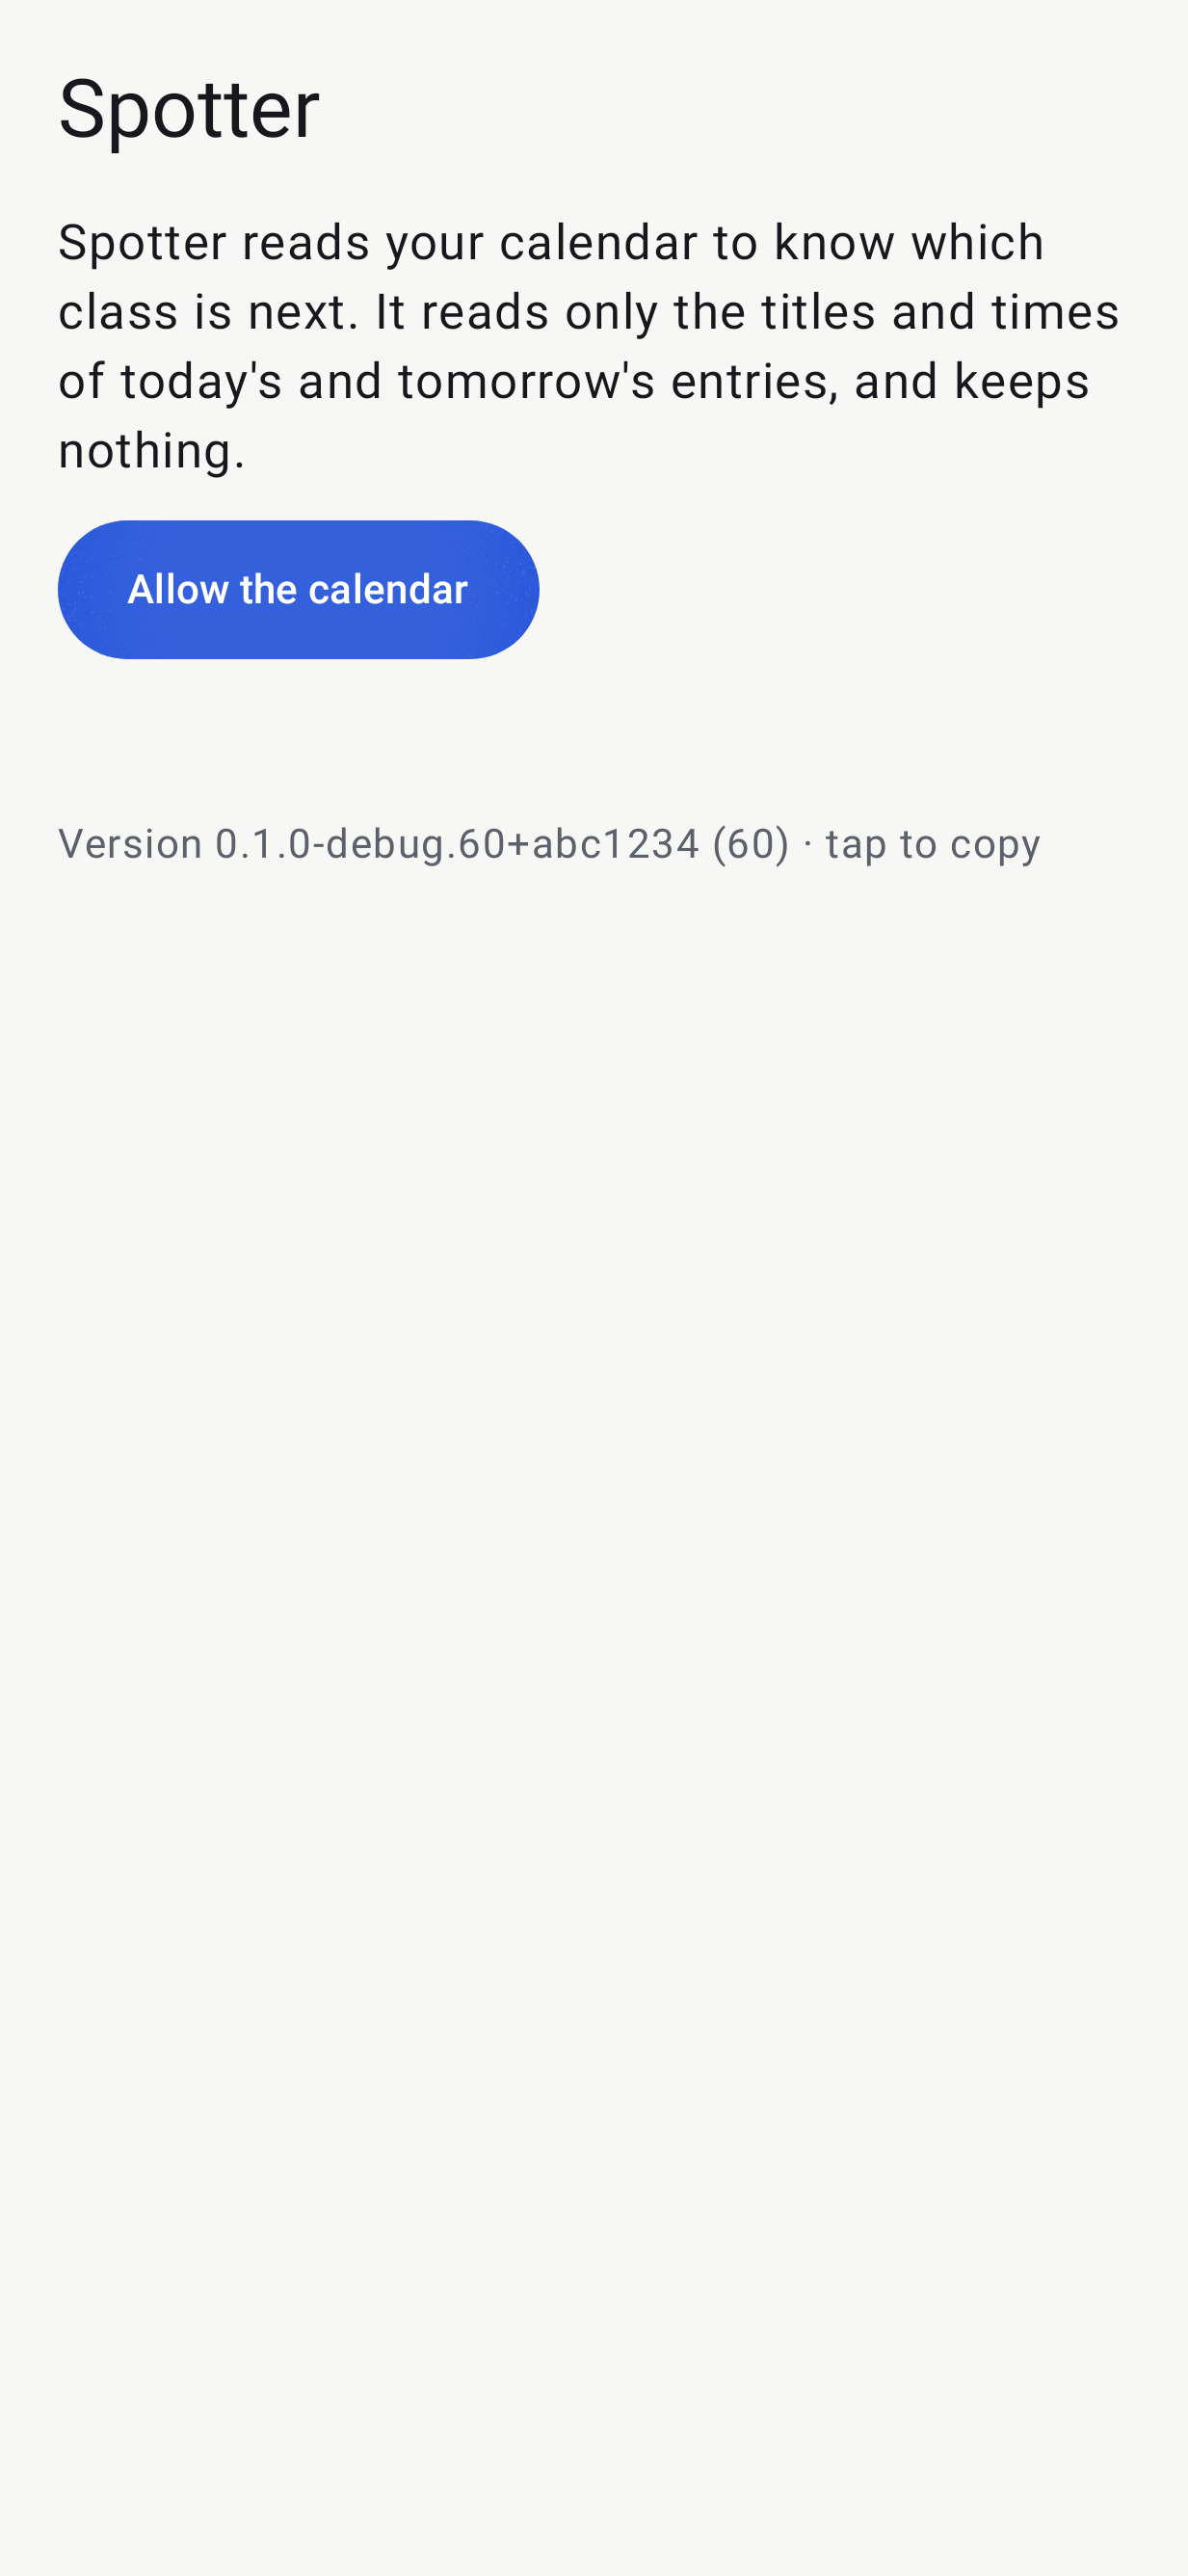 Spotter
Spotter reads your calendar to know which
class is next. It reads only the titles and times
of today's and tomorrow's entries, and keeps
nothing.
Allow the calendar
Version 0.1.0-debug.60+abc1234 (60) · tap to copy